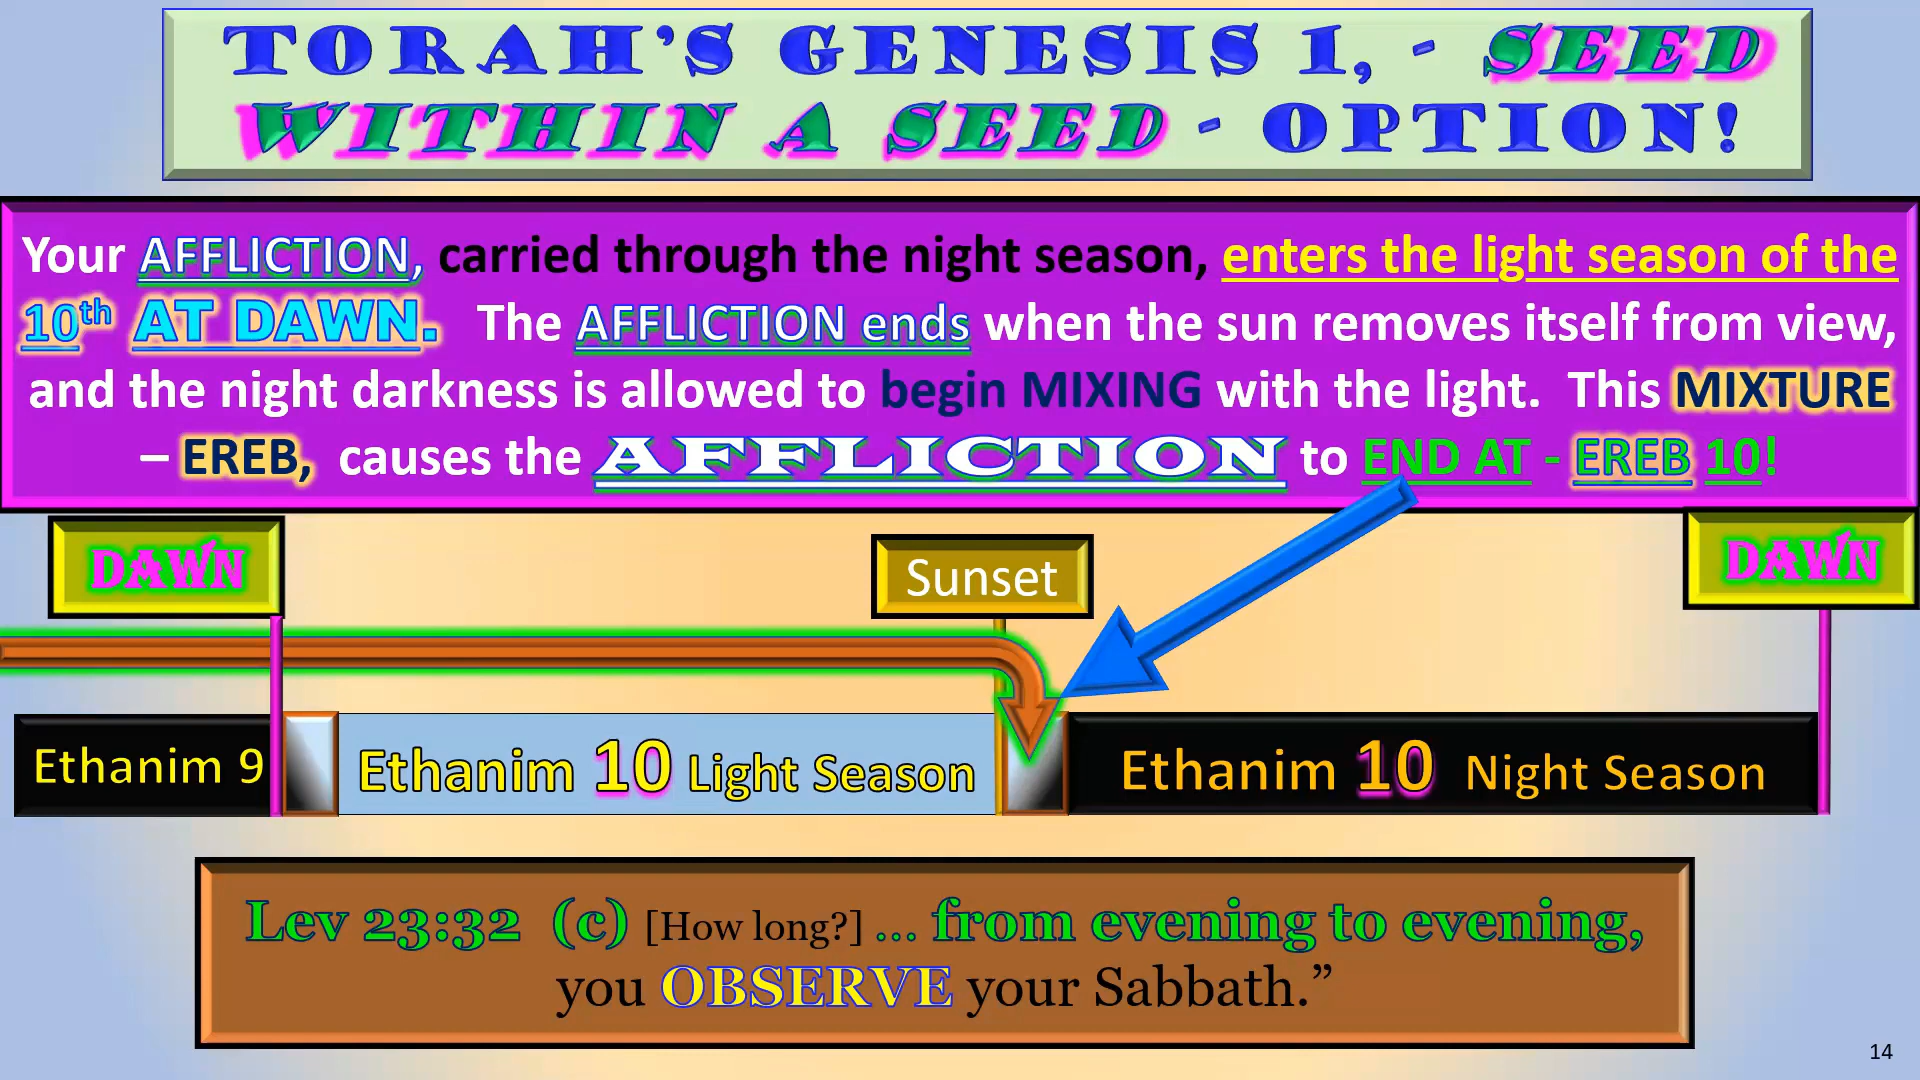 TORAH'S GENESIS 1, - SEED
WITHIN A SEED - OPTION!
Your AFFLICTION, carried through the night season, enters the light season of the
10th AT DAWN. The AFFLICTION ends when the sun removes itself from view,
and the night darkness is allowed to begin MIXING with the light. This MIXTURE
– EREB, causes the AFFLICTION to END AT - EREB 10!
DAWN
Sunset
DAWN
Ethanim 9
Ethanim 10 Light Season
Ethanim 10 Night Season
Lev 23:32 (c) [How long?] ... from evening to evening,
you OBSERVE your Sabbath.”
14